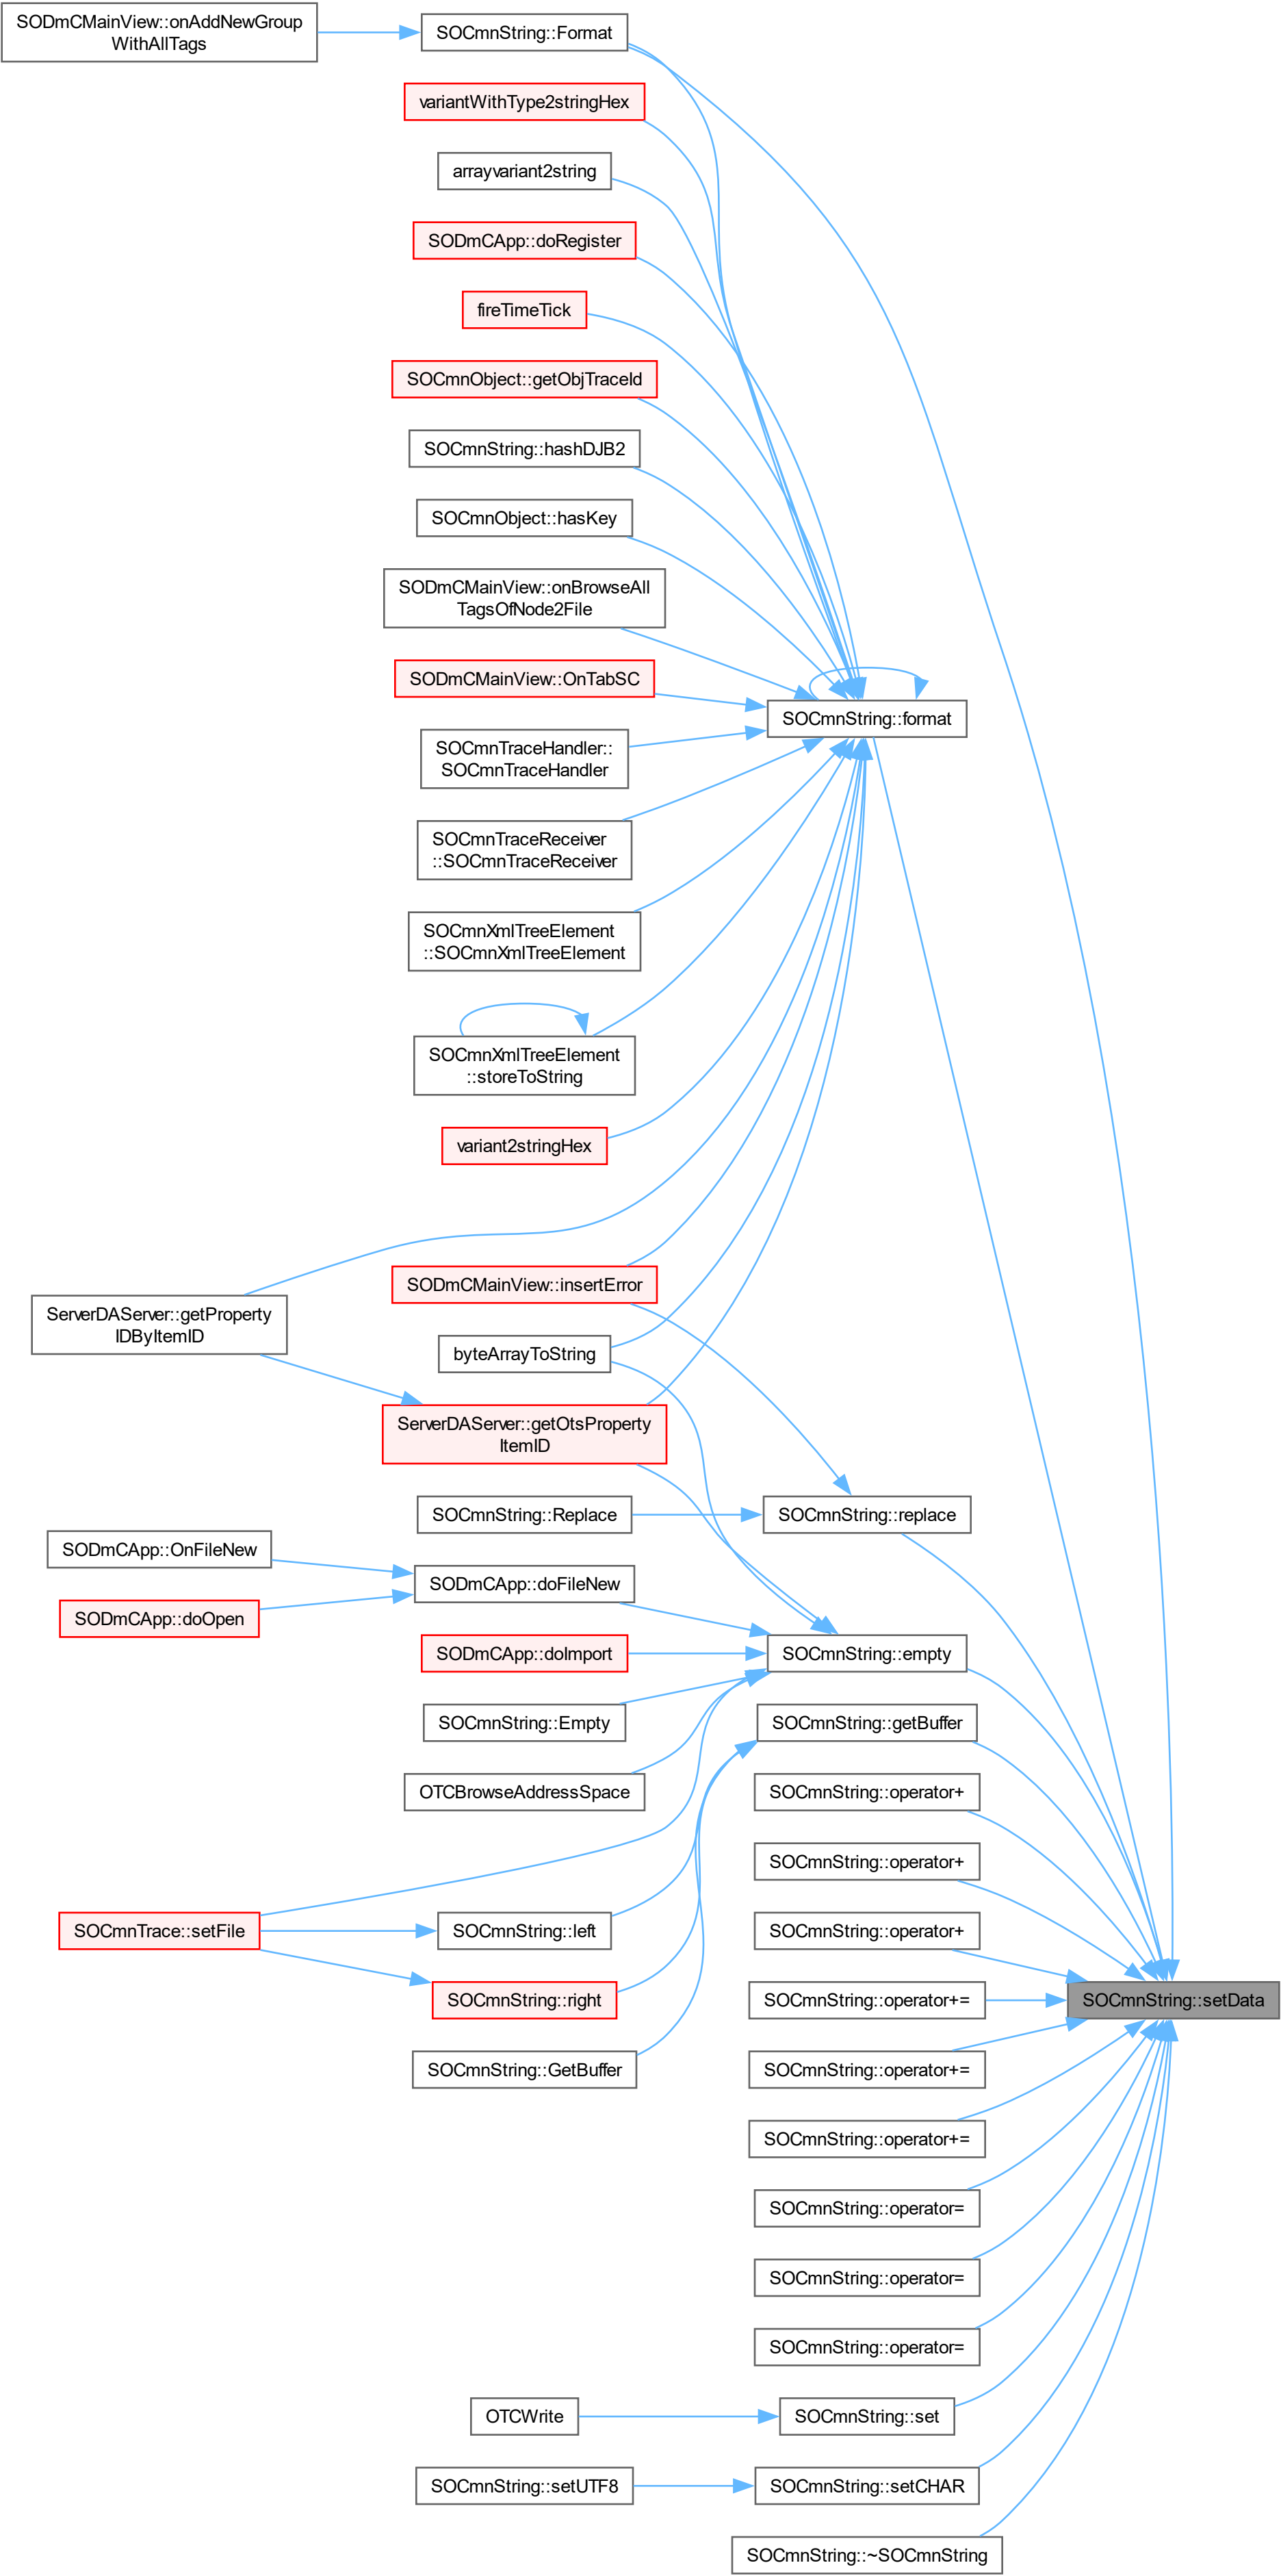 SODmCMainView::onAddNewGroup
WithAllTags
SOCmnString::Format
variantWithType2stringHex
arrayvariant2string
SODmCApp::doRegister
fireTimeTick
SOCmnObject::getObjTraceId
SOCmnString::hashDJB2
SOCmnObject::hasKey
SODmCMainView::onBrowseAll
TagsOfNode2File
SODmCMainView::OnTabSC
SOCmnString::format
SOCmnTraceHandler::
SOCmnTraceHandler
SOCmnTraceReceiver
::SOCmnTraceReceiver
SOCmnXmlTreeElement
::SOCmnXmlTreeElement
SOCmnXmlTreeElement
::storeToString
variant2stringHex
SODmCMainView::insertError
ServerDAServer::getProperty
IDByItemID
byteArrayToString
ServerDAServer::getOtsProperty
ItemID
SOCmnString::Replace
SOCmnString::replace
SODmCApp::OnFileNew
SODmCApp::doFileNew
SODmCApp::doOpen
SODmCApp::doImport
SOCmnString::empty
SOCmnString::Empty
SOCmnString::getBuffer
OTCBrowseAddressSpace
SOCmnString::operator+
SOCmnString::operator+
SOCmnTrace::setFile
SOCmnString::left
SOCmnString::operator+
SOCmnString::right
SOCmnString::operator+=
SOCmnString::setData
SOCmnString::GetBuffer
SOCmnString::operator+=
SOCmnString::operator+=
SOCmnString::operator=
SOCmnString::operator=
SOCmnString::operator=
OTCWrite
SOCmnString::set
SOCmnString::setUTF8
SOCmnString::setCHAR
SOCmnString::~SOCmnString